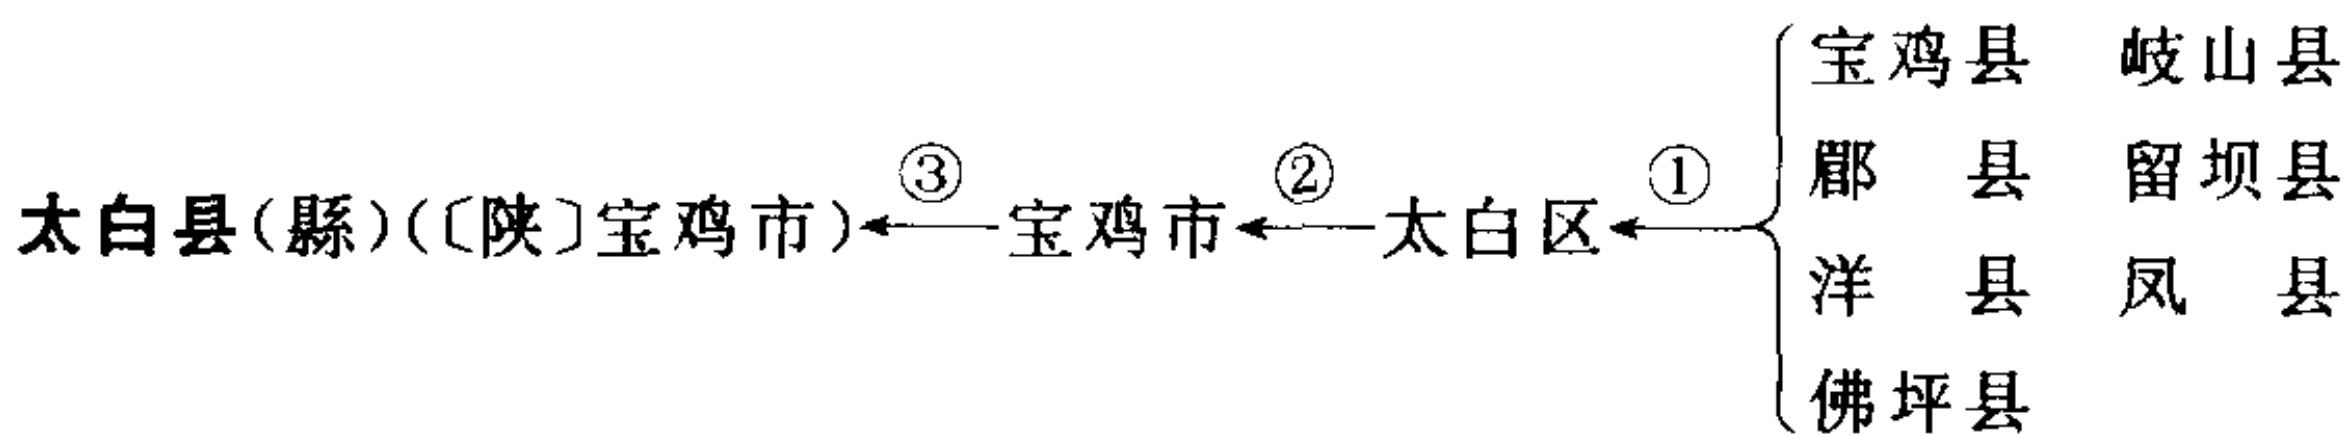 宝鸡县 岐山县
郿 县 留坝县
太白县(縣)(〔陕〕宝鸡市)←③宝鸡市←②太白区←①
洋 县 凤 县
佛坪县